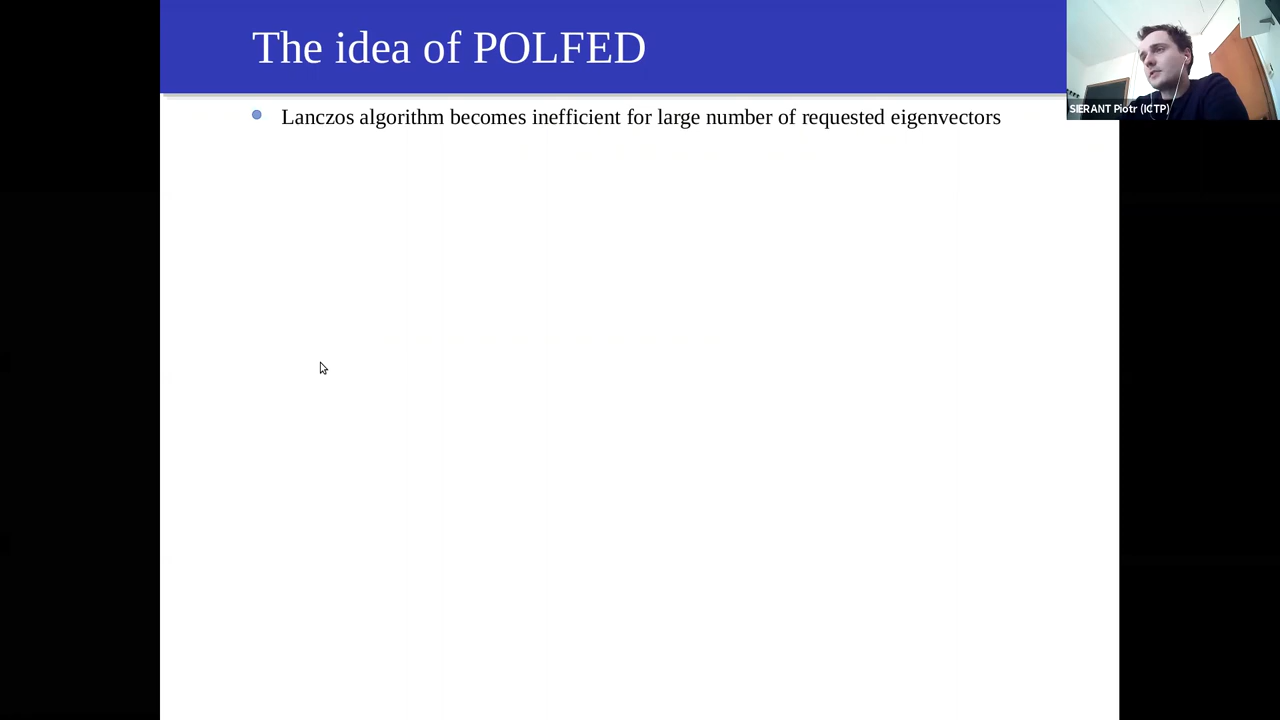 The idea of POLFED
Lanczos algorithm becomes inefficient for large number of requested eigenvectors
SIERANT Piotr (ICTP)